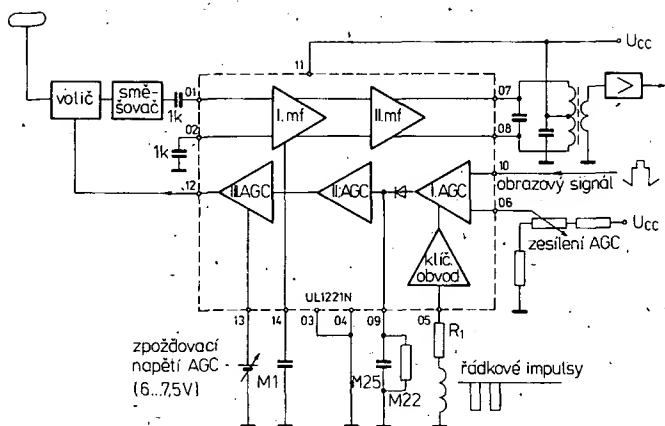 11
Ucc
volič
smě-
šovač
1k
01
02
1k
I. mf
II. mf
07
08
>
10
obrazový signál
12
III. AGC
II. AGC
I. AGC
06
Ucc
zesílení AGC
klíč.
obvod
UL1221N
13
14
03
04
09
05
R1
zpožďovací
napětí AGC
(6...7,5V)
M1
M25
M22
řádkové impulsy